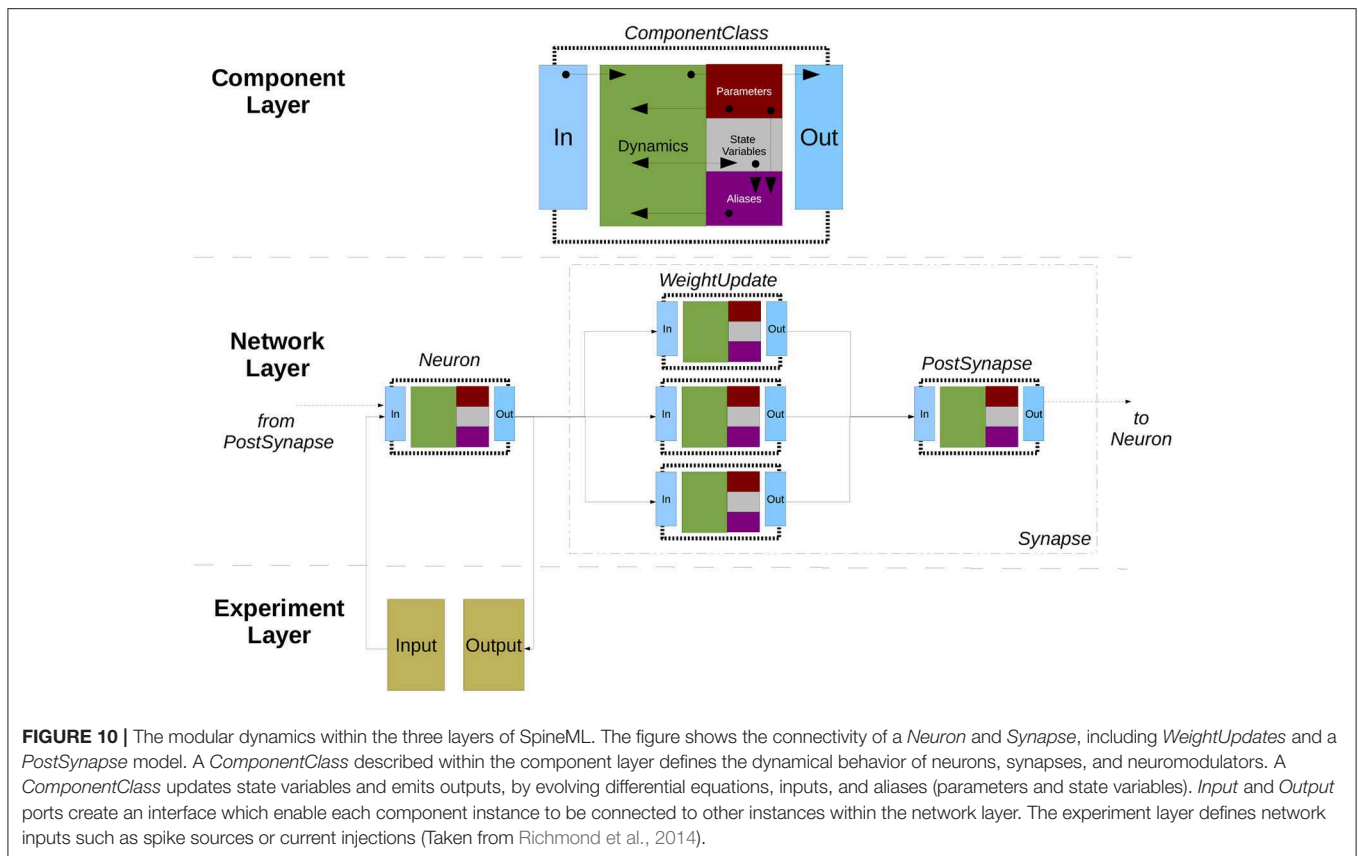 ComponentClass
Component
Layer
In
Dynamics
Parameters
State
Variables
Aliases
Out
WeightUpdate
In
Out
Network
Layer
Neuron
PostSynapse
from
PostSynapse
In
Out
In
Out
In
Out
to
Neuron
In
Out
Synapse
Experiment
Layer
Input
Output
FIGURE 10 | The modular dynamics within the three layers of SpineML. The figure shows the connectivity of a Neuron and Synapse, including WeightUpdates and a
PostSynapse model. A ComponentClass described within the component layer defines the dynamical behavior of neurons, synapses, and neuromodulators. A
ComponentClass updates state variables and emits outputs, by evolving differential equations, inputs, and aliases (parameters and state variables). Input and Output
ports create an interface which enable each component instance to be connected to other instances within the network layer. The experiment layer defines network
inputs such as spike sources or current injections (Taken from Richmond et al., 2014).